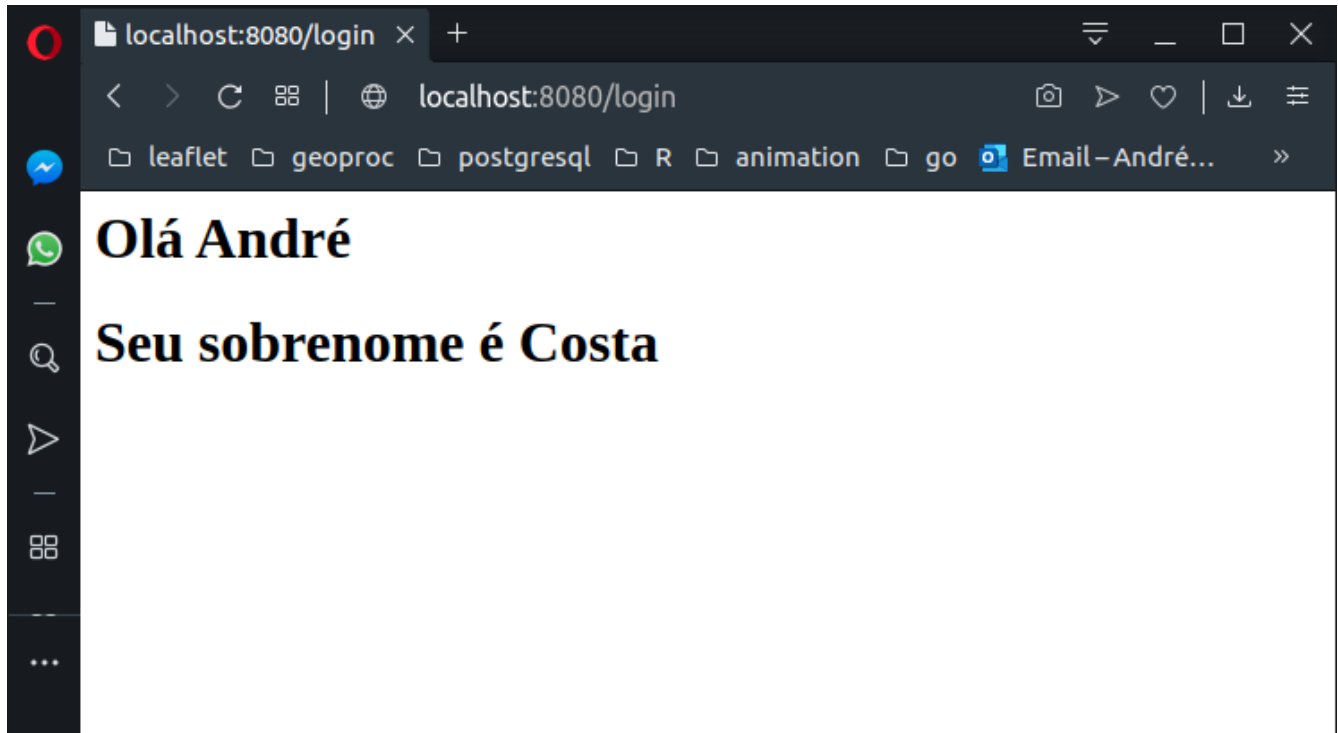 localhost:8080/login
localhost:8080/login
leaflet geoproc postgresql R animation go Email – André...
Olá André
Seu sobrenome é Costa